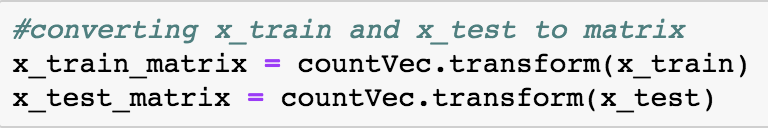 #converting x_train and x_test to matrix
x_train_matrix = countVec.transform(x_train)
x_test_matrix = countVec.transform(x_test)